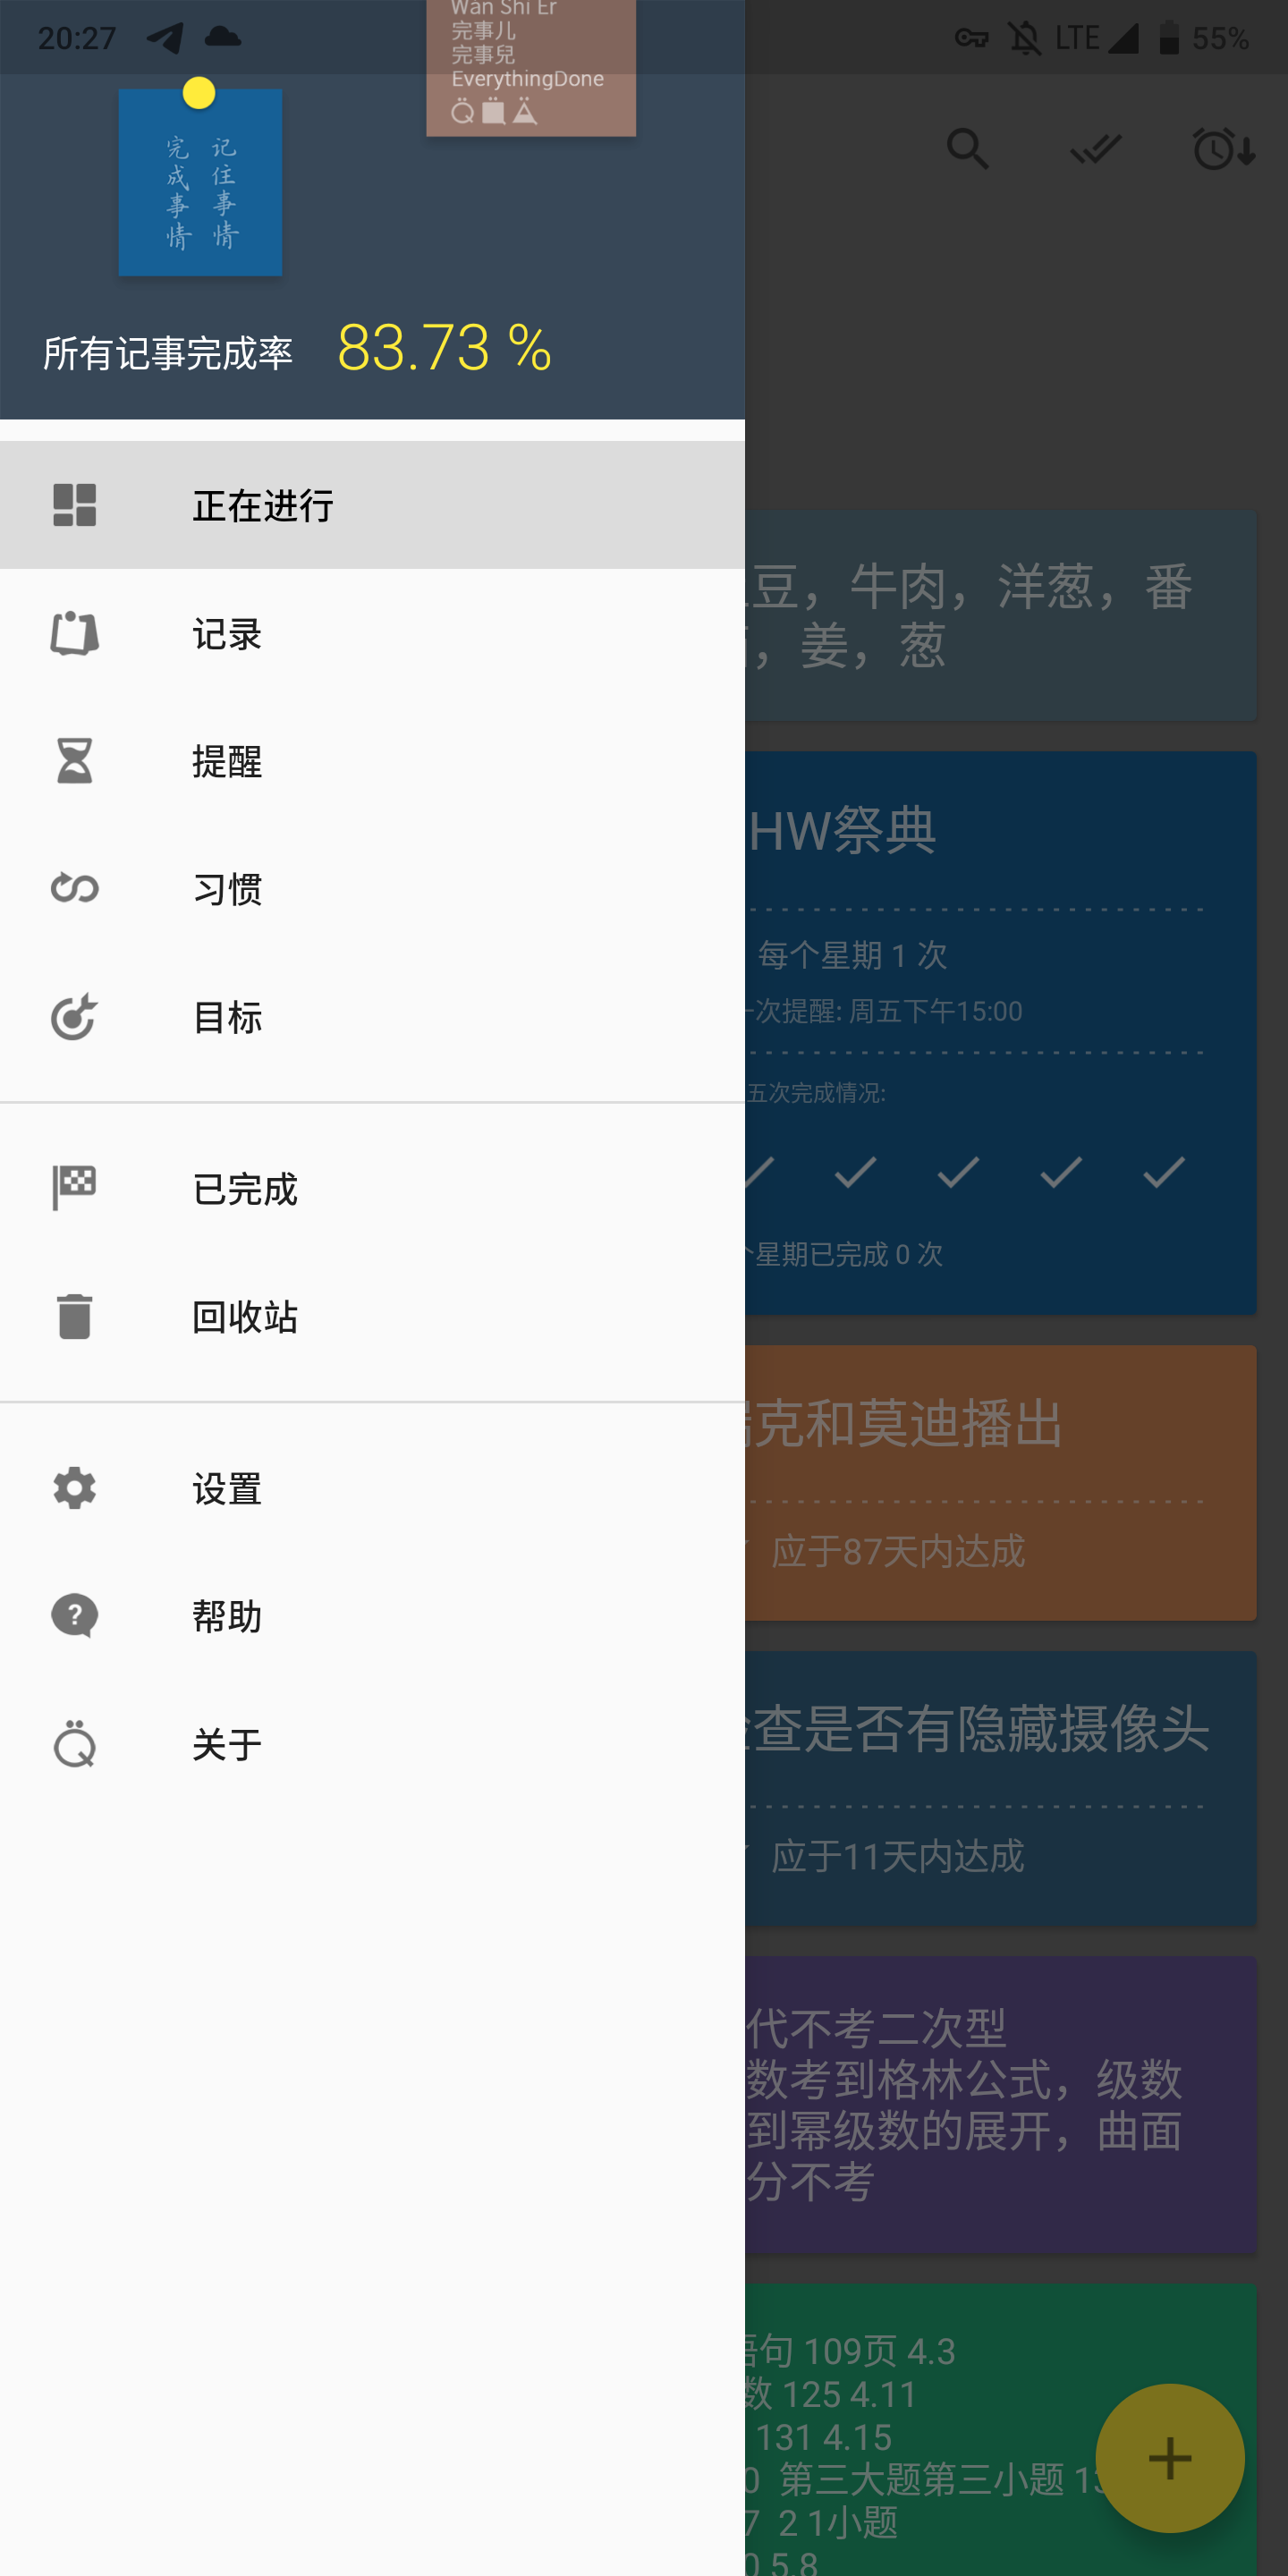 20:27
LTE
55%
Wán Shì Er
完事儿
完事兒
EverythingDone
记住事情
完成事情
所有记事完成率 83.73 %
正在进行
记录
提醒
习惯
目标
已完成
回收站
设置
帮助
关于
豆，牛肉，洋葱，番
，姜，葱
HW祭典
每个星期 1 次
次提醒: 周五下午15:00
五次完成情况:
星期已完成 0 次
克和莫迪播出
应于87天内达成
查是否有隐藏摄像头
应于11天内达成
代不考二次型
数考到格林公式，级数
到幂级数的展开，曲面
分不考
句 109页 4.3
数 125 4.11
131 4.15
0 第三大题第三小题
7 2 1小题
0 5.8